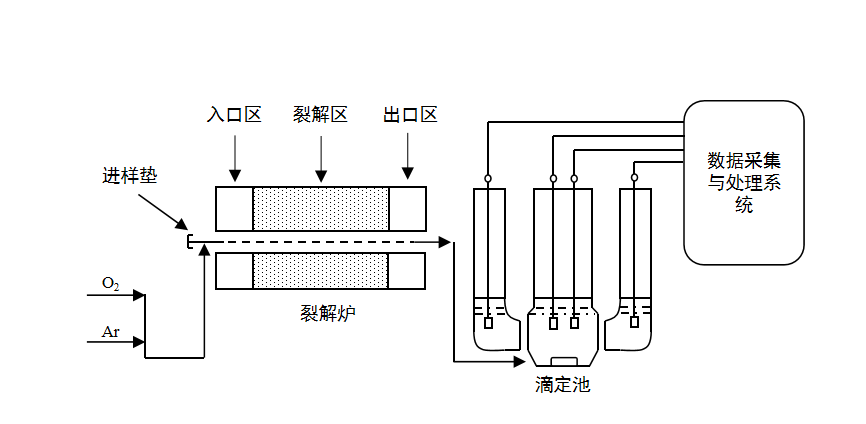 入口区
裂解区
出口区
进样垫
数据采集
与处理系
统
O₂
Ar
裂解炉
滴定池